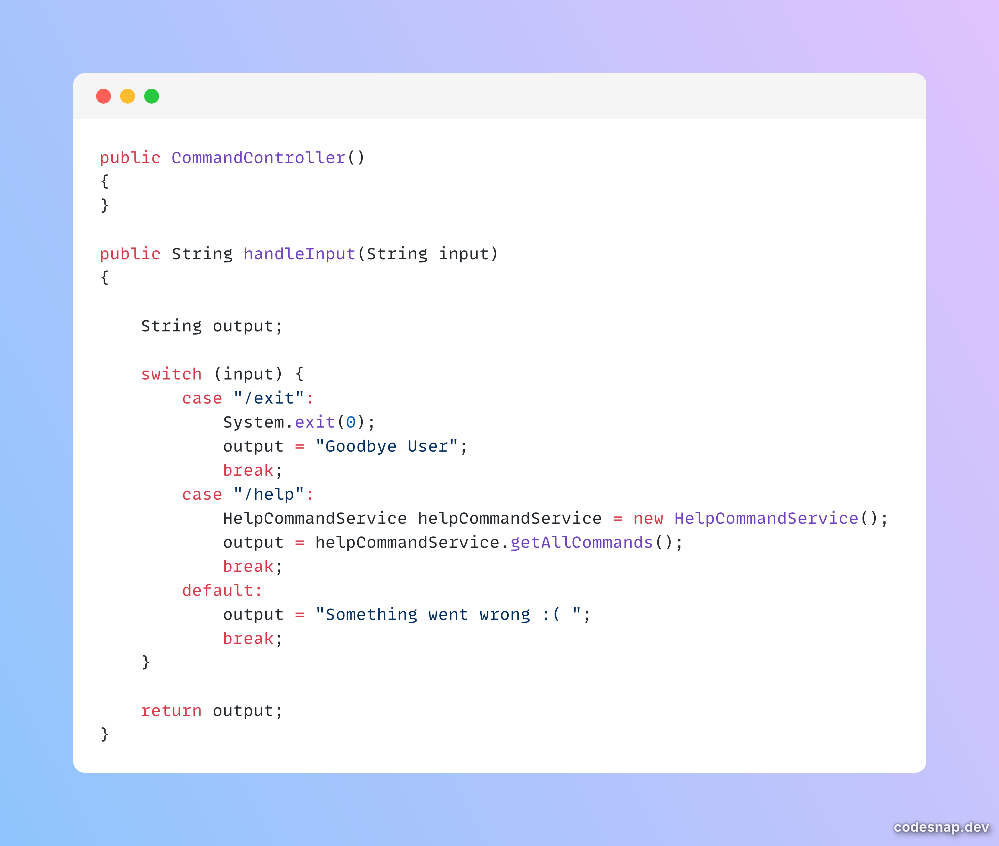 public CommandController()
{
}
public String handleInput(String input)
{
String output;
switch (input) {
case "/exit":
System.exit(0);
output = "Goodbye User";
break;
case "/help":
HelpCommandService helpCommandService = new HelpCommandService();
output = helpCommandService.getAllCommands();
break;
default:
output = "Something went wrong :( ";
break;
}
return output;
}
codesnap.dev